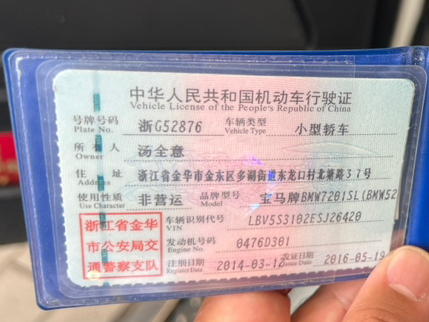 中华人民共和国机动车行驶证
Vehicle License of the People's Republic of China
号牌号码 Plate No. 浙G52876 车辆类型 Vehicle Type 小型轿车
所有人 Owner 汤全意
住址 Address 浙江省金华市金东区多湖街道东龙口村北塘路37号
使用性质 Use Character 非营运 品牌型号 Model 宝马牌BMW7201SL(BMW52
浙江省金华市公安局交通警察支队
车辆识别代号 VIN LBV5S3102ESJ26420
发动机号码 Engine No. 0476D301
注册日期 Register Date 2014-03-12 发证日期 Issue Date 2016-05-19